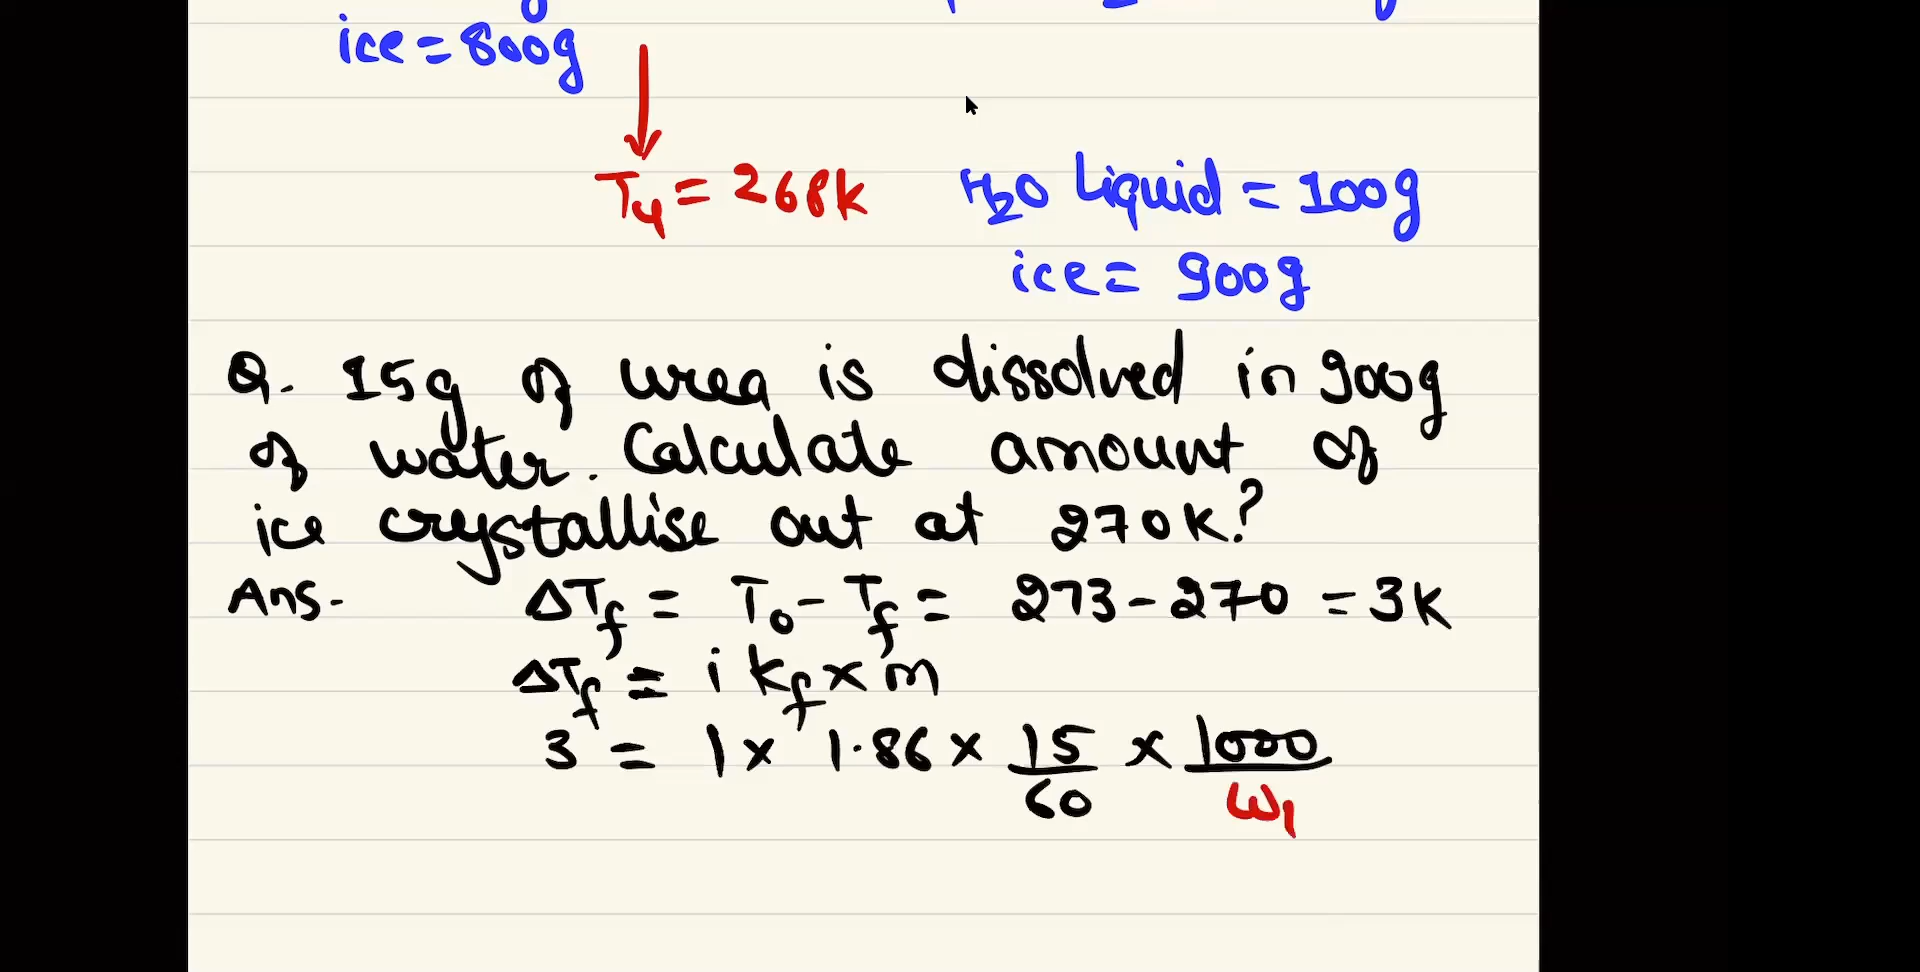 ice = 800g
T4 = 268K
H2O Liquid = 100g
ice = 900g
Q. 15g of urea is dissolved in 900g
of water. Calculate amount of
ice crystallise out at 270K?
Ans- ΔTf = To - Tf = 273 - 270 = 3K
ΔTf = i kf x m
3 = 1 x 1.86 x 15/60 x 1000/W1